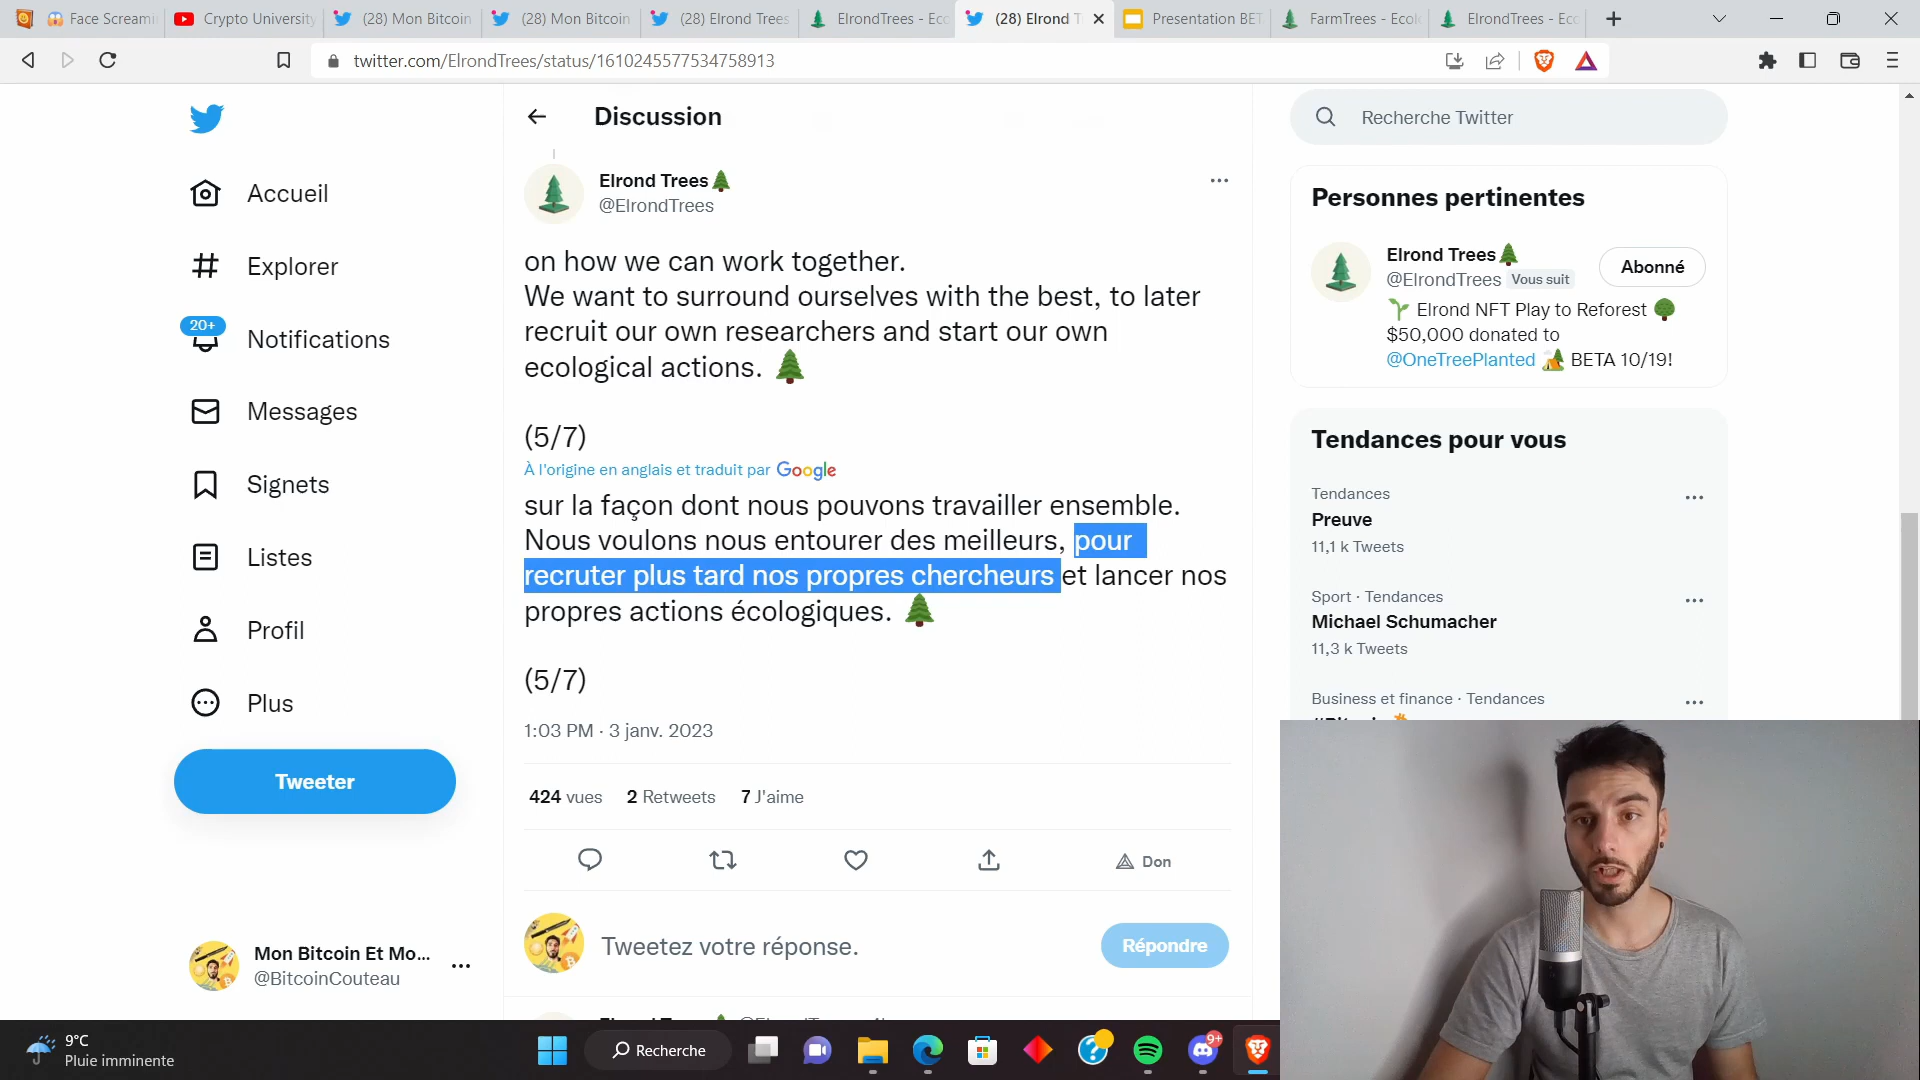 Face Screami
Crypto University
(28) Mon Bitcoin
(28) Mon Bitcoin
(28) Elrond Trees
ElrondTrees - Eco
(28) Elrond T
Presentation BET
FarmTrees - Ecolo
ElrondTrees - Eco
twitter.com/ElrondTrees/status/1610245577534758913
Discussion
Recherche Twitter
Accueil
Explorer
20+
Notifications
Messages
Signets
Listes
Profil
Plus
Tweeter
Mon Bitcoin Et Mo...
@BitcoinCouteau
Elrond Trees🌲
@ElrondTrees
on how we can work together.
We want to surround ourselves with the best, to later
recruit our own researchers and start our own
ecological actions. 🌲
(5/7)
À l'origine en anglais et traduit par Google
sur la façon dont nous pouvons travailler ensemble.
Nous voulons nous entourer des meilleurs, pour
recruter plus tard nos propres chercheurs et lancer nos
propres actions écologiques. 🌲
(5/7)
1:03 PM · 3 janv. 2023
424 vues 2 Retweets 7 J'aime
Don
Tweetez votre réponse.
Répondre
Personnes pertinentes
Elrond Trees🌲
@ElrondTrees Vous suit
Abonné
🌱 Elrond NFT Play to Reforest 🌳
$50,000 donated to
@OneTreePlanted 🏕️ BETA 10/19!
Tendances pour vous
Tendances
Preuve
11,1 k Tweets
Sport · Tendances
Michael Schumacher
11,3 k Tweets
Business et finance · Tendances
9°C
Pluie imminente
Recherche
9+